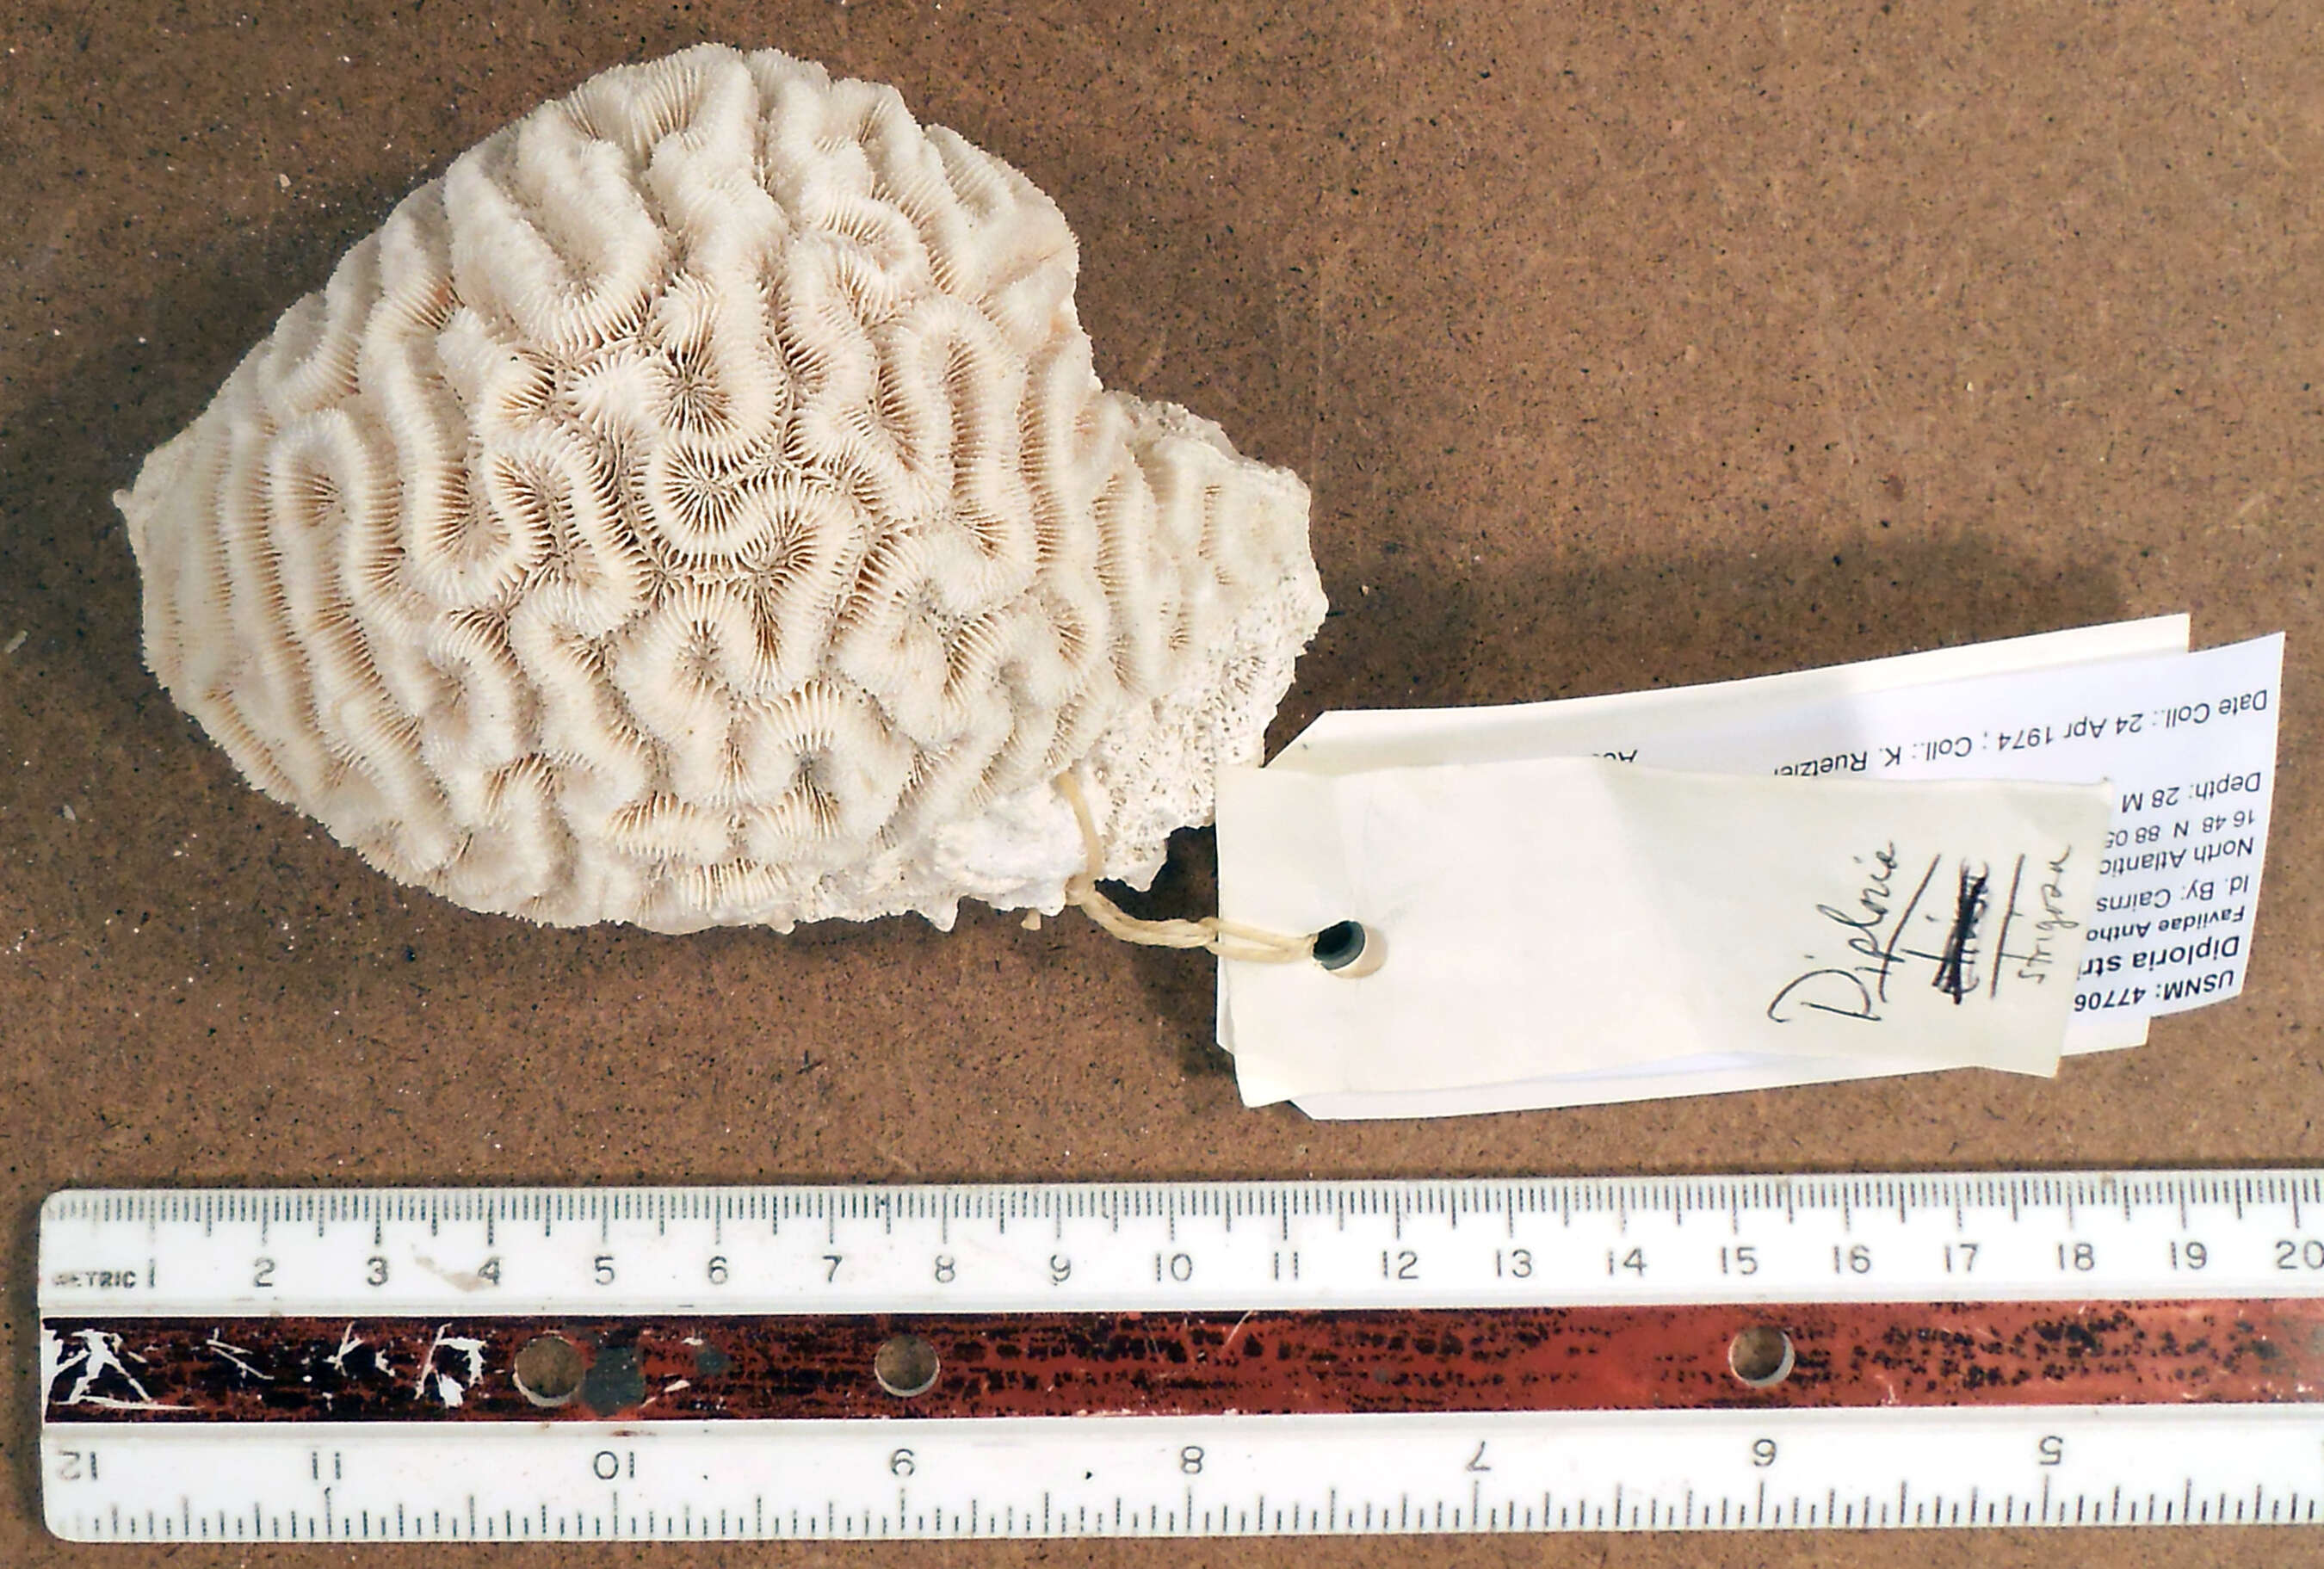 USNM: 47706
Diploria stri
Faviidae Antho
Id. By: Cairns
North Atlantic
16 48 N 88 05
Depth: 28 M
Date Coll.: 24 Apr 1974 ; Coll.: K. Ruetzler
Diploria
strigosa
METRIC 1 2 3 4 5 6 7 8 9 10 11 12 13 14 15 16 17 18 19 20
5 6 7 8 9 10 11 12